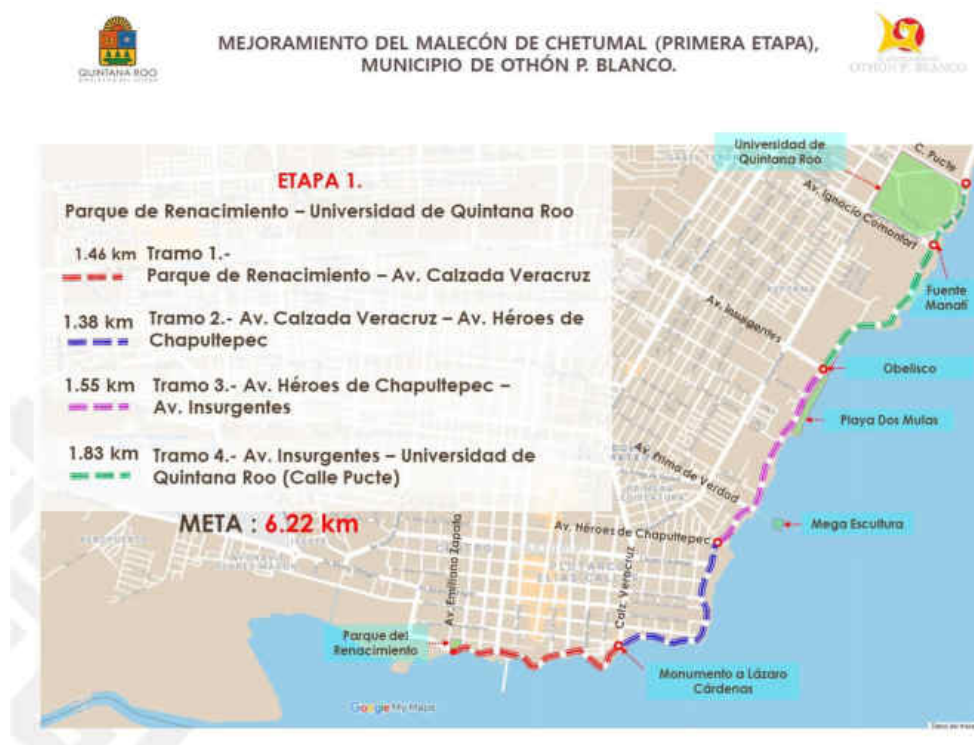 MEJORAMIENTO DEL MALECÓN DE CHETUMAL (PRIMERA ETAPA),
MUNICIPIO DE OTHÓN P. BLANCO.
QUINTANA ROO
OTHÓN P. BLANCO
ETAPA 1.
Parque de Renacimiento – Universidad de Quintana Roo
1.46 km Tramo 1.-
Parque de Renacimiento – Av. Calzada Veracruz
1.38 km Tramo 2.- Av. Calzada Veracruz – Av. Héroes de
Chapultepec
1.55 km Tramo 3.- Av. Héroes de Chapultepec –
Av. Insurgentes
1.83 km Tramo 4.- Av. Insurgentes – Universidad de
Quintana Roo (Calle Pucte)
META : 6.22 km
Universidad de
Quintana Roo
C. Pucte
Av. Ignacio Comonfort
Fuente
Manatí
Av. Insurgentes
Obelisco
Playa Dos Mulas
Av. Prima de Verdad
Mega Escultura
Av. Héroes de Chapultepec
Av. Emiliano Zapata
Calz. Veracruz
Parque del
Renacimiento
Monumento a Lázaro
Cárdenas
Google My Maps